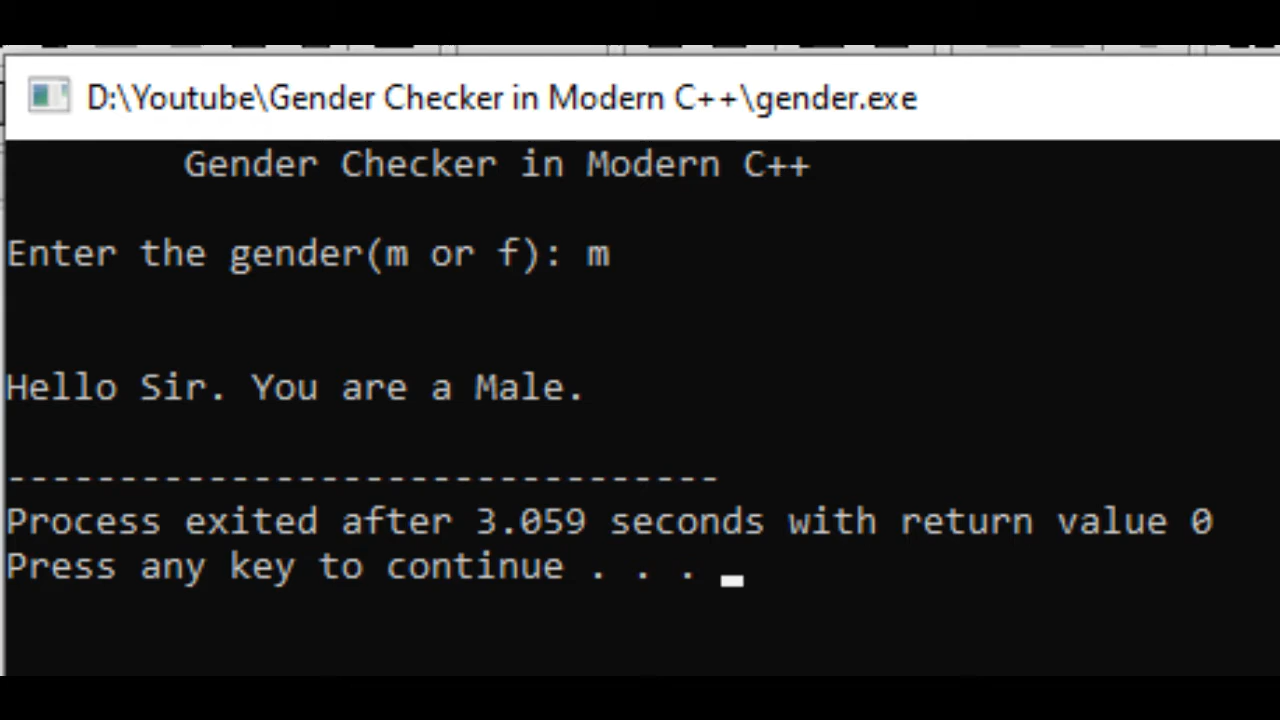 D:\Youtube\Gender Checker in Modern C++\gender.exe
Gender Checker in Modern C++
Enter the gender(m or f): m
Hello Sir. You are a Male.
--------------------------------
Process exited after 3.059 seconds with return value 0
Press any key to continue . . .